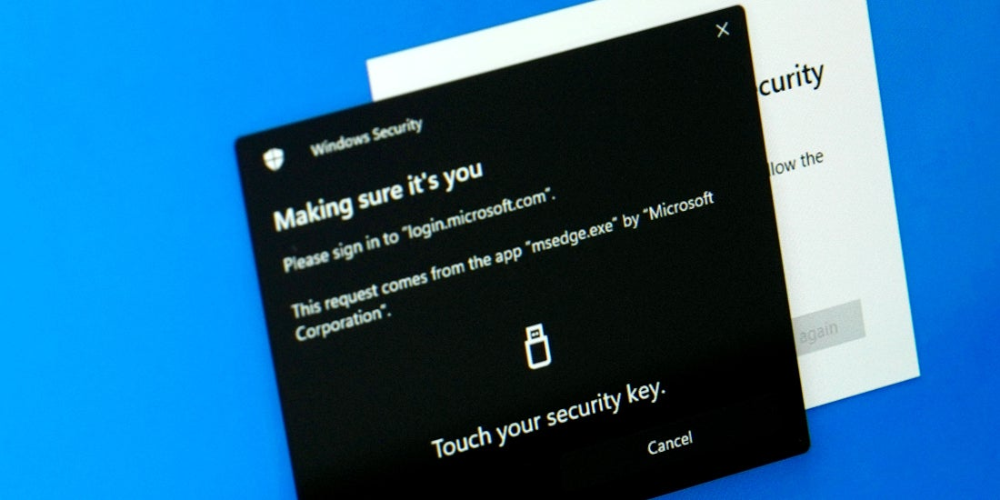 Windows Security
Making sure it's you
Please sign in to "login.microsoft.com".
This request comes from the app "msedge.exe" by "Microsoft
Corporation".
Touch your security key.
Cancel
curity
llow the
again